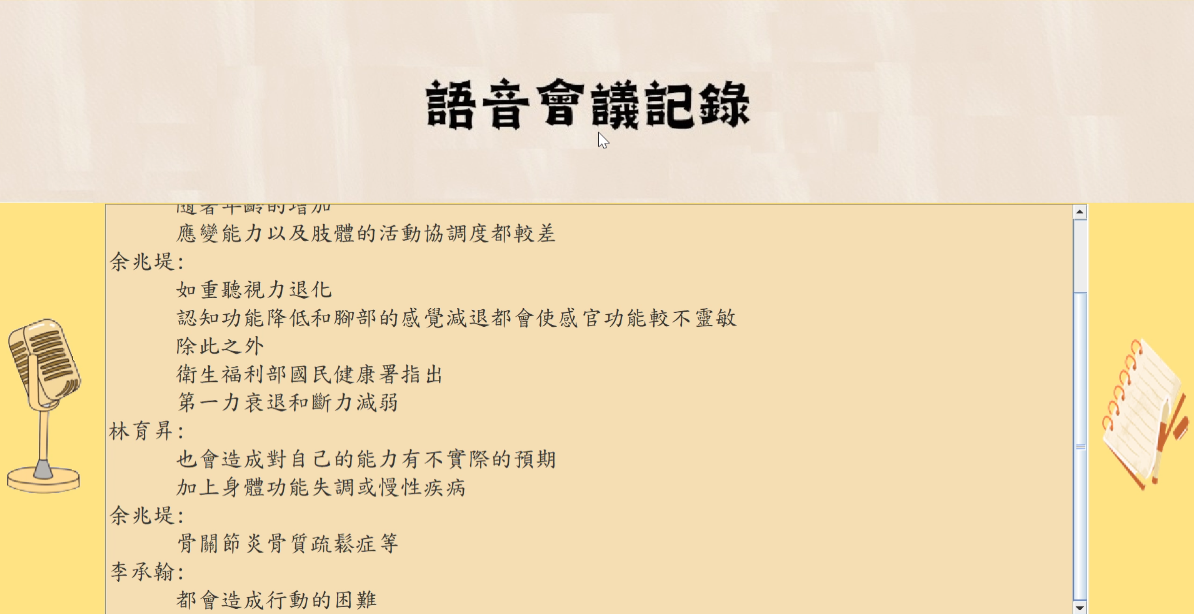 語音會議記錄
隨著年齡的增加
應變能力以及肢體的活動協調度都較差
余兆堤:
如重聽視力退化
認知功能降低和腳部的感覺減退都會使感官功能較不靈敏
除此之外
衛生福利部國民健康署指出
第一力衰退和斷力減弱
林育昇:
也會造成對自己的能力有不實際的預期
加上身體功能失調或慢性疾病
余兆堤:
骨關節炎骨質疏鬆症等
李承翰:
都會造成行動的困難